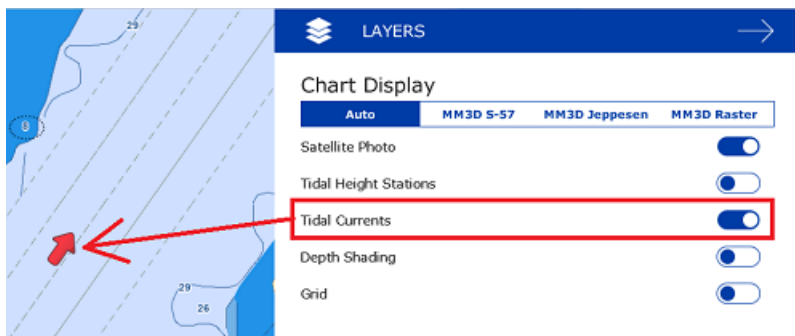 29
8
29
26
LAYERS
Chart Display
Auto MM3D S-57 MM3D Jeppesen MM3D Raster
Satellite Photo
Tidal Height Stations
Tidal Currents
Depth Shading
Grid